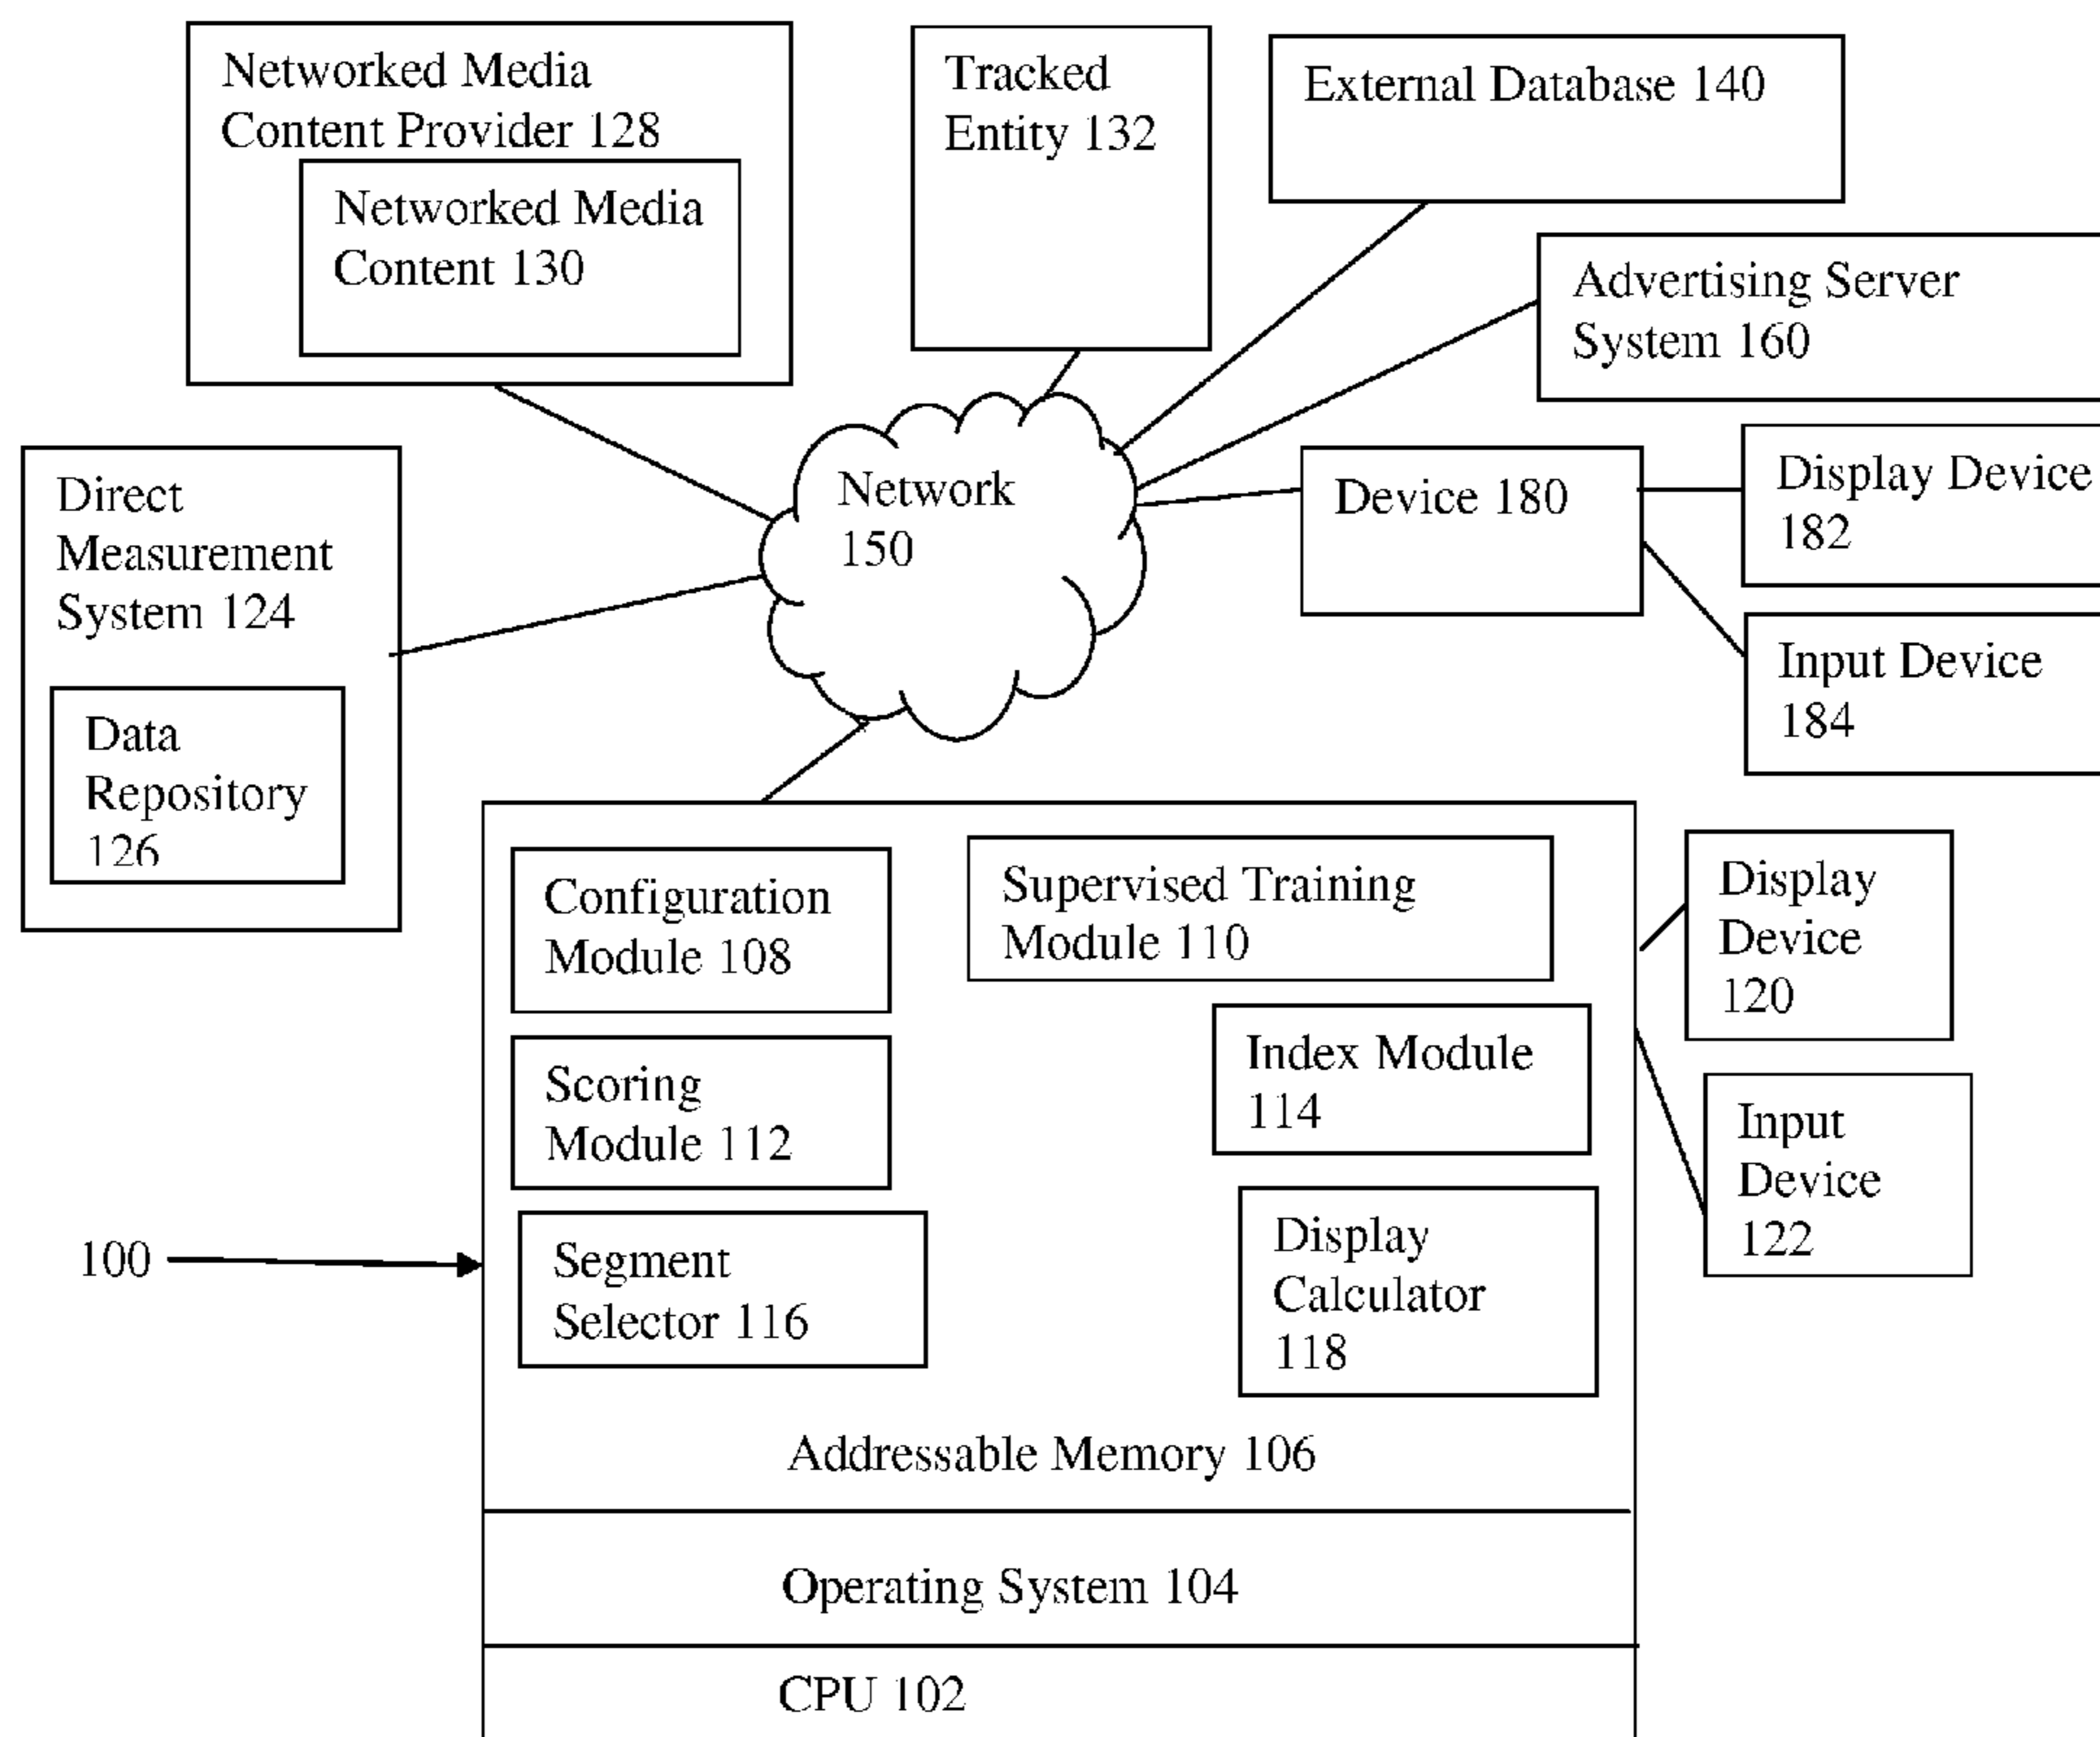 Networked Media
Content Provider 128
Networked Media
Content 130
Tracked
Entity 132
External Database 140
Advertising Server
System 160
Direct
Measurement
System 124
Data
Repository
126
Network
150
Device 180
Display Device
182
Input Device
184
Configuration
Module 108
Supervised Training
Module 110
Scoring
Module 112
Index Module
114
Segment
Selector 116
Display
Calculator
118
Display
Device
120
Input
Device
122
100
Addressable Memory 106
Operating System 104
CPU 102